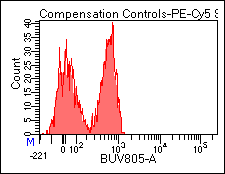 Compensation Controls-PE-Cy5 S
Count
0 5 10 15 20 25 30 35 40
M
-221 0 10² 10³ 10⁴ 10⁵
BUV805-A